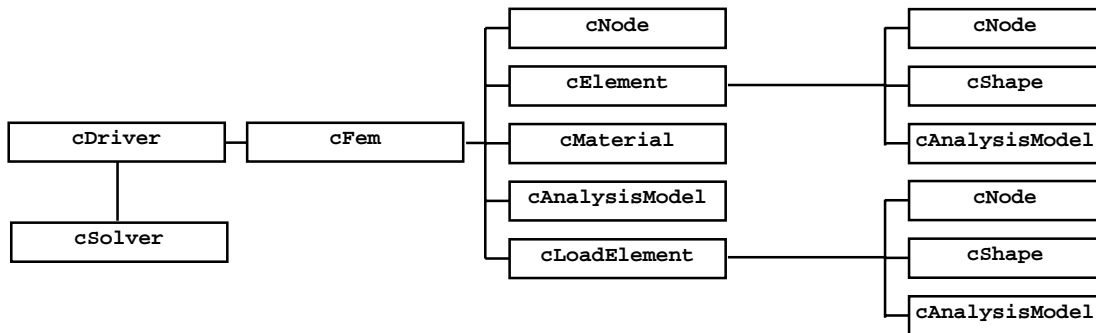 cDriver
cSolver
cFem
cNode
cElement
cMaterial
cAnalysisModel
cLoadElement
cNode
cShape
cAnalysisModel
cNode
cShape
cAnalysisModel